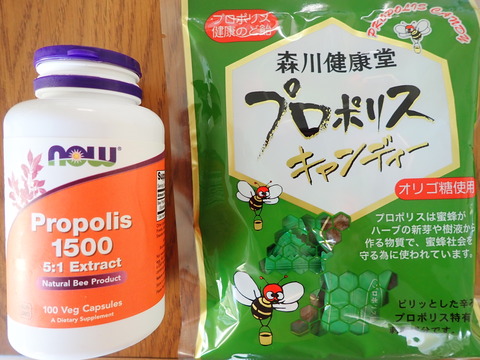 NOW
Propolis
1500
5:1 Extract
Natural Bee Product
100 Veg Capsules
A Dietary Supplement
プロポリス
健康のど飴
PROPOLIS CANDY
森川健康堂
プロポリス
キャンディー
オリゴ糖使用
プロポリスは蜜蜂が
ハーブの新芽や樹液から
作る物質で、蜜蜂社会を
守る為に使われています。
ピリッとした辛
プロポリス特有